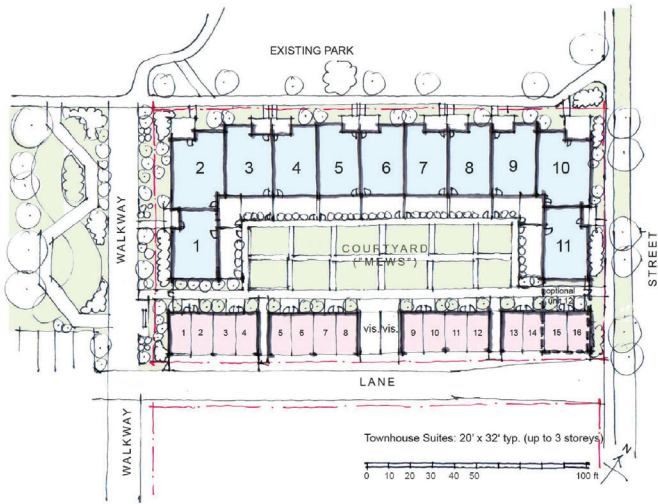 EXISTING PARK
2 3 4 5 6 7 8 9 10
WALKWAY
1
COURTYARD
("MEWS")
11
STREET
optional
unit 12
1 2 3 4 5 6 7 8 vis. vis. 9 10 11 12 13 14 15 16
LANE
WALKWAY
Townhouse Suites: 20' x 32' typ. (up to 3 storeys)
N
0 10 20 30 40 50 100 ft